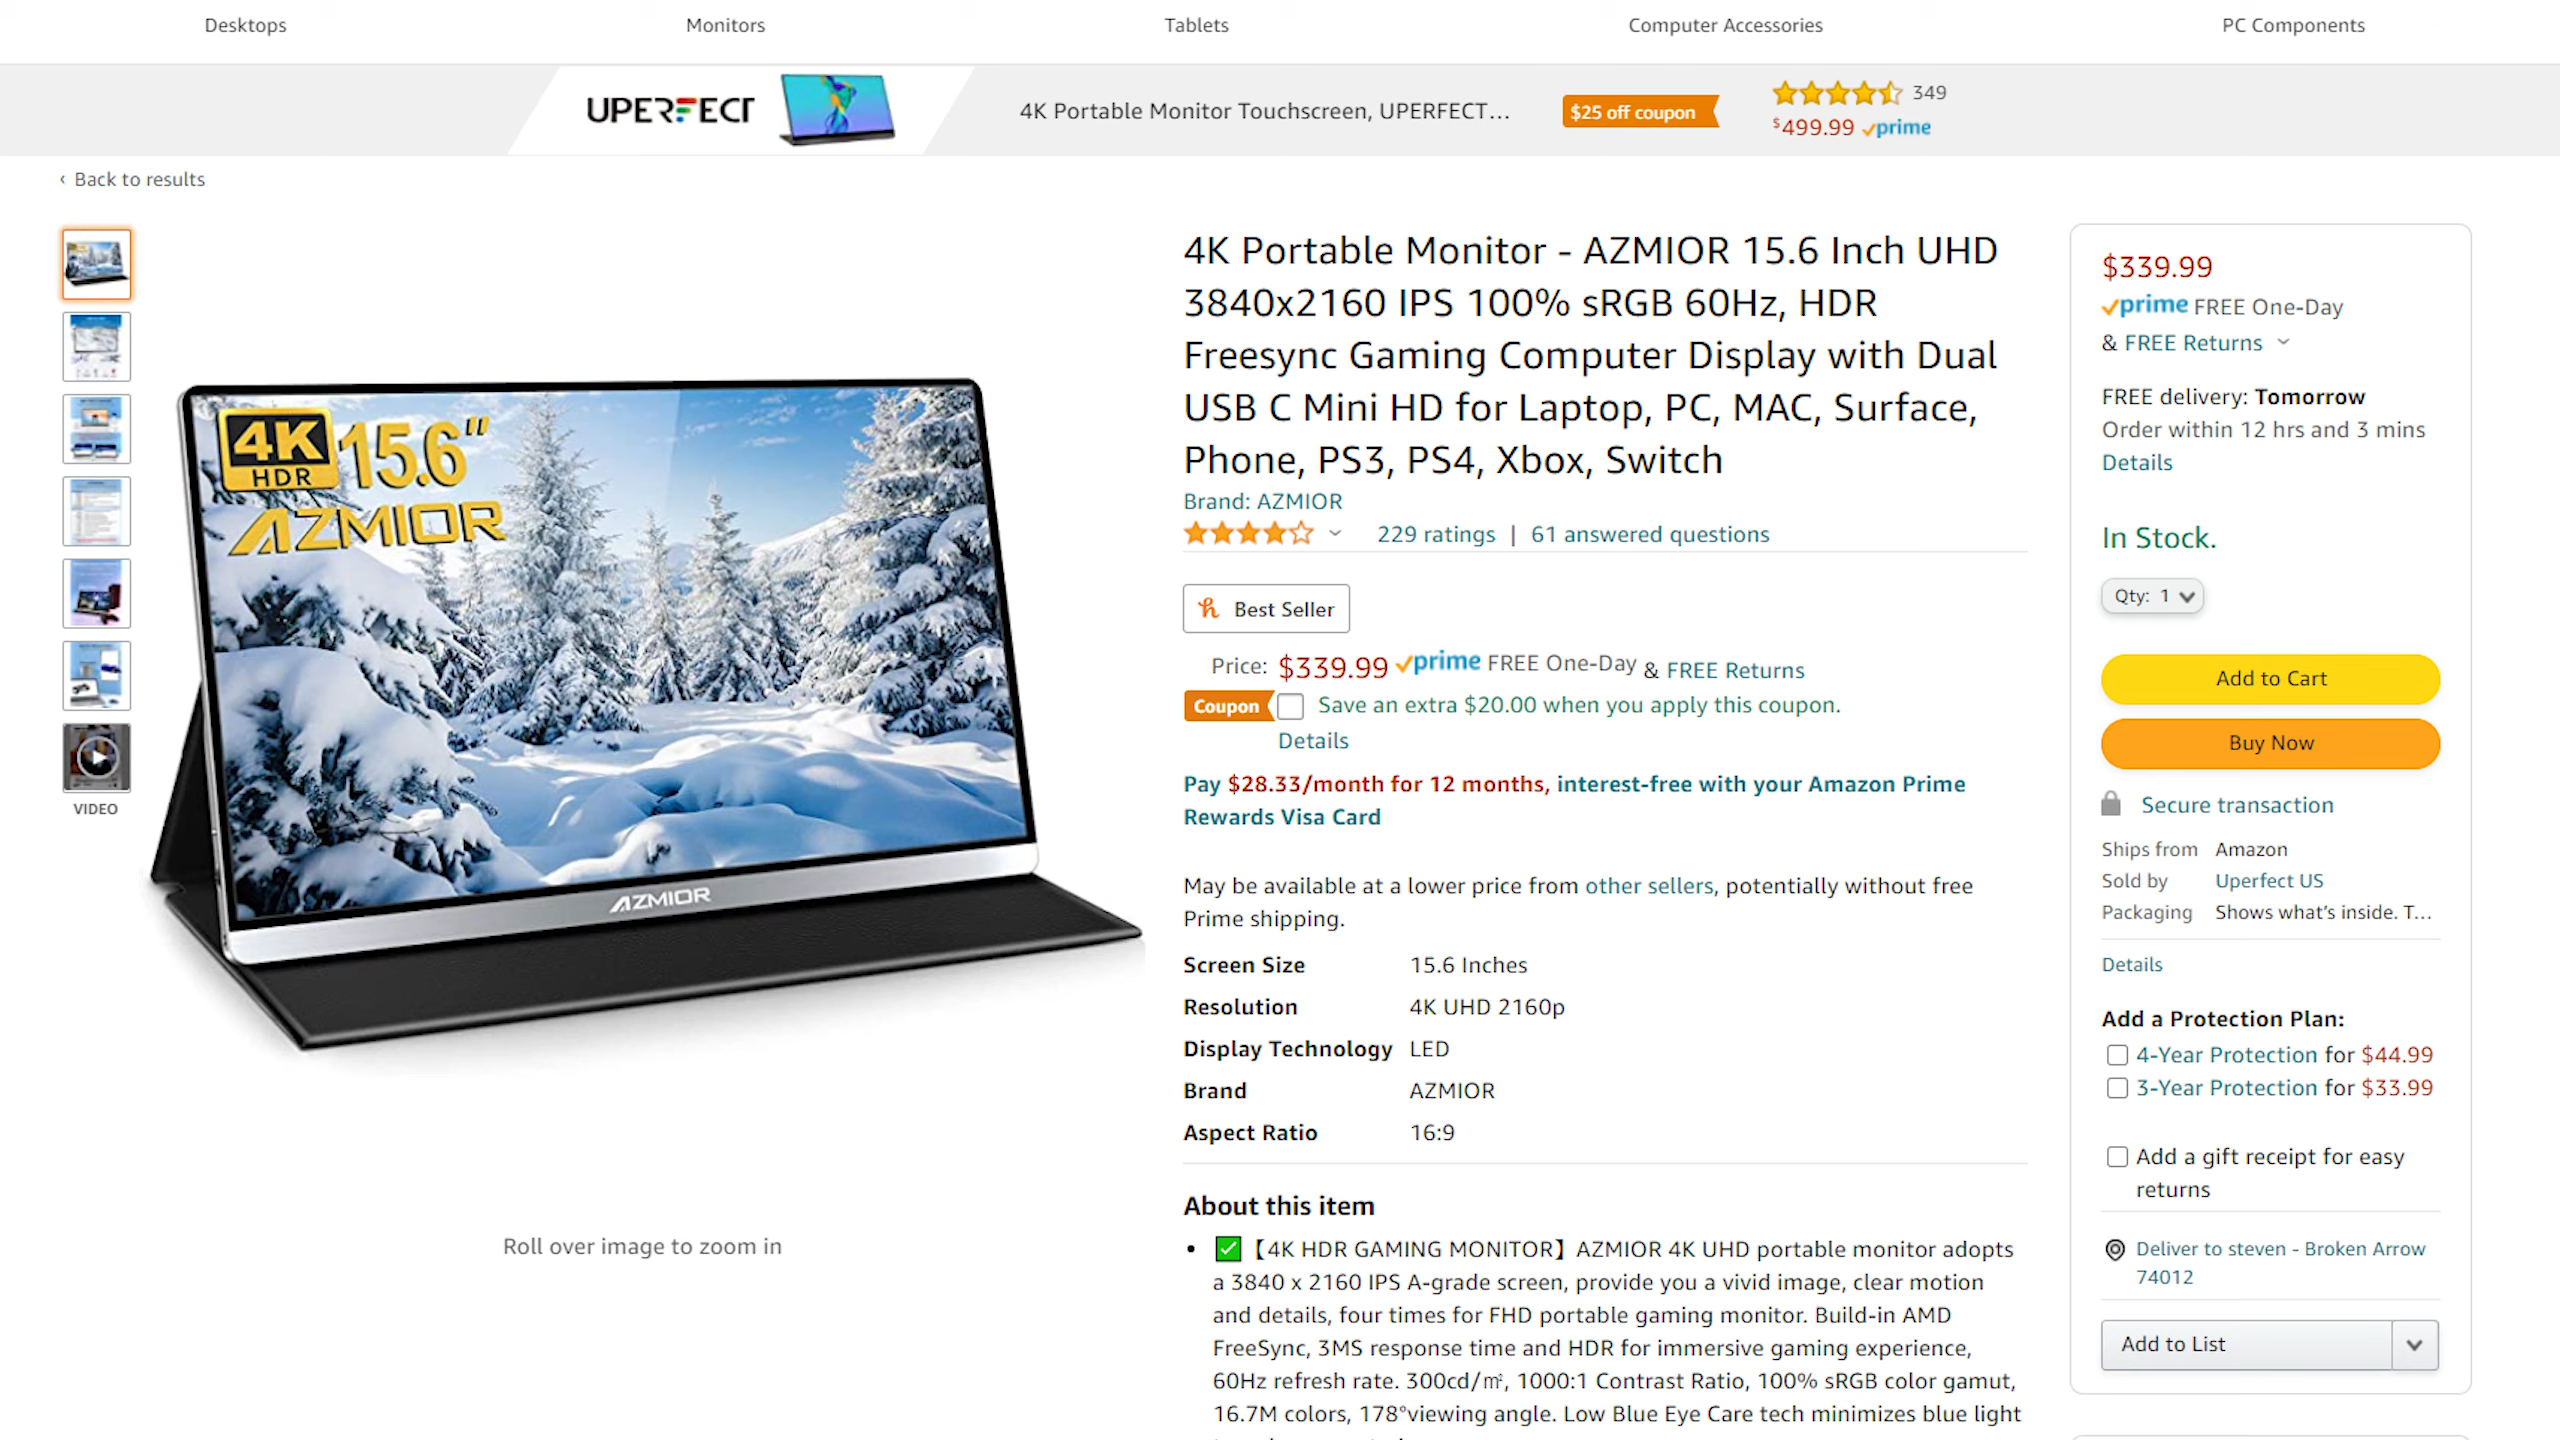 Desktops
Monitors
Tablets
Computer Accessories
PC Components
UPERFECT
4K Portable Monitor Touchscreen, UPERFECT...
$25 off coupon
349
$499.99 prime
‹ Back to results
VIDEO
4K
HDR
15.6"
AZMIOR
AZMIOR
Roll over image to zoom in
4K Portable Monitor - AZMIOR 15.6 Inch UHD
3840x2160 IPS 100% sRGB 60Hz, HDR
Freesync Gaming Computer Display with Dual
USB C Mini HD for Laptop, PC, MAC, Surface,
Phone, PS3, PS4, Xbox, Switch
Brand: AZMIOR
229 ratings | 61 answered questions
Best Seller
Price: $339.99 prime FREE One-Day & FREE Returns
Coupon Save an extra $20.00 when you apply this coupon.
Details
Pay $28.33/month for 12 months, interest-free with your Amazon Prime
Rewards Visa Card
May be available at a lower price from other sellers, potentially without free
Prime shipping.
Screen Size 15.6 Inches
Resolution 4K UHD 2160p
Display Technology LED
Brand AZMIOR
Aspect Ratio 16:9
About this item
• ✅【4K HDR GAMING MONITOR】AZMIOR 4K UHD portable monitor adopts
a 3840 x 2160 IPS A-grade screen, provide you a vivid image, clear motion
and details, four times for FHD portable gaming monitor. Build-in AMD
FreeSync, 3MS response time and HDR for immersive gaming experience,
60Hz refresh rate. 300cd/㎡, 1000:1 Contrast Ratio, 100% sRGB color gamut,
16.7M colors, 178°viewing angle. Low Blue Eye Care tech minimizes blue light
$339.99
prime FREE One-Day
& FREE Returns
FREE delivery: Tomorrow
Order within 12 hrs and 3 mins
Details
In Stock.
Qty: 1
Add to Cart
Buy Now
Secure transaction
Ships from Amazon
Sold by Uperfect US
Packaging Shows what's inside. T...
Details
Add a Protection Plan:
4-Year Protection for $44.99
3-Year Protection for $33.99
Add a gift receipt for easy
returns
Deliver to steven - Broken Arrow
74012
Add to List